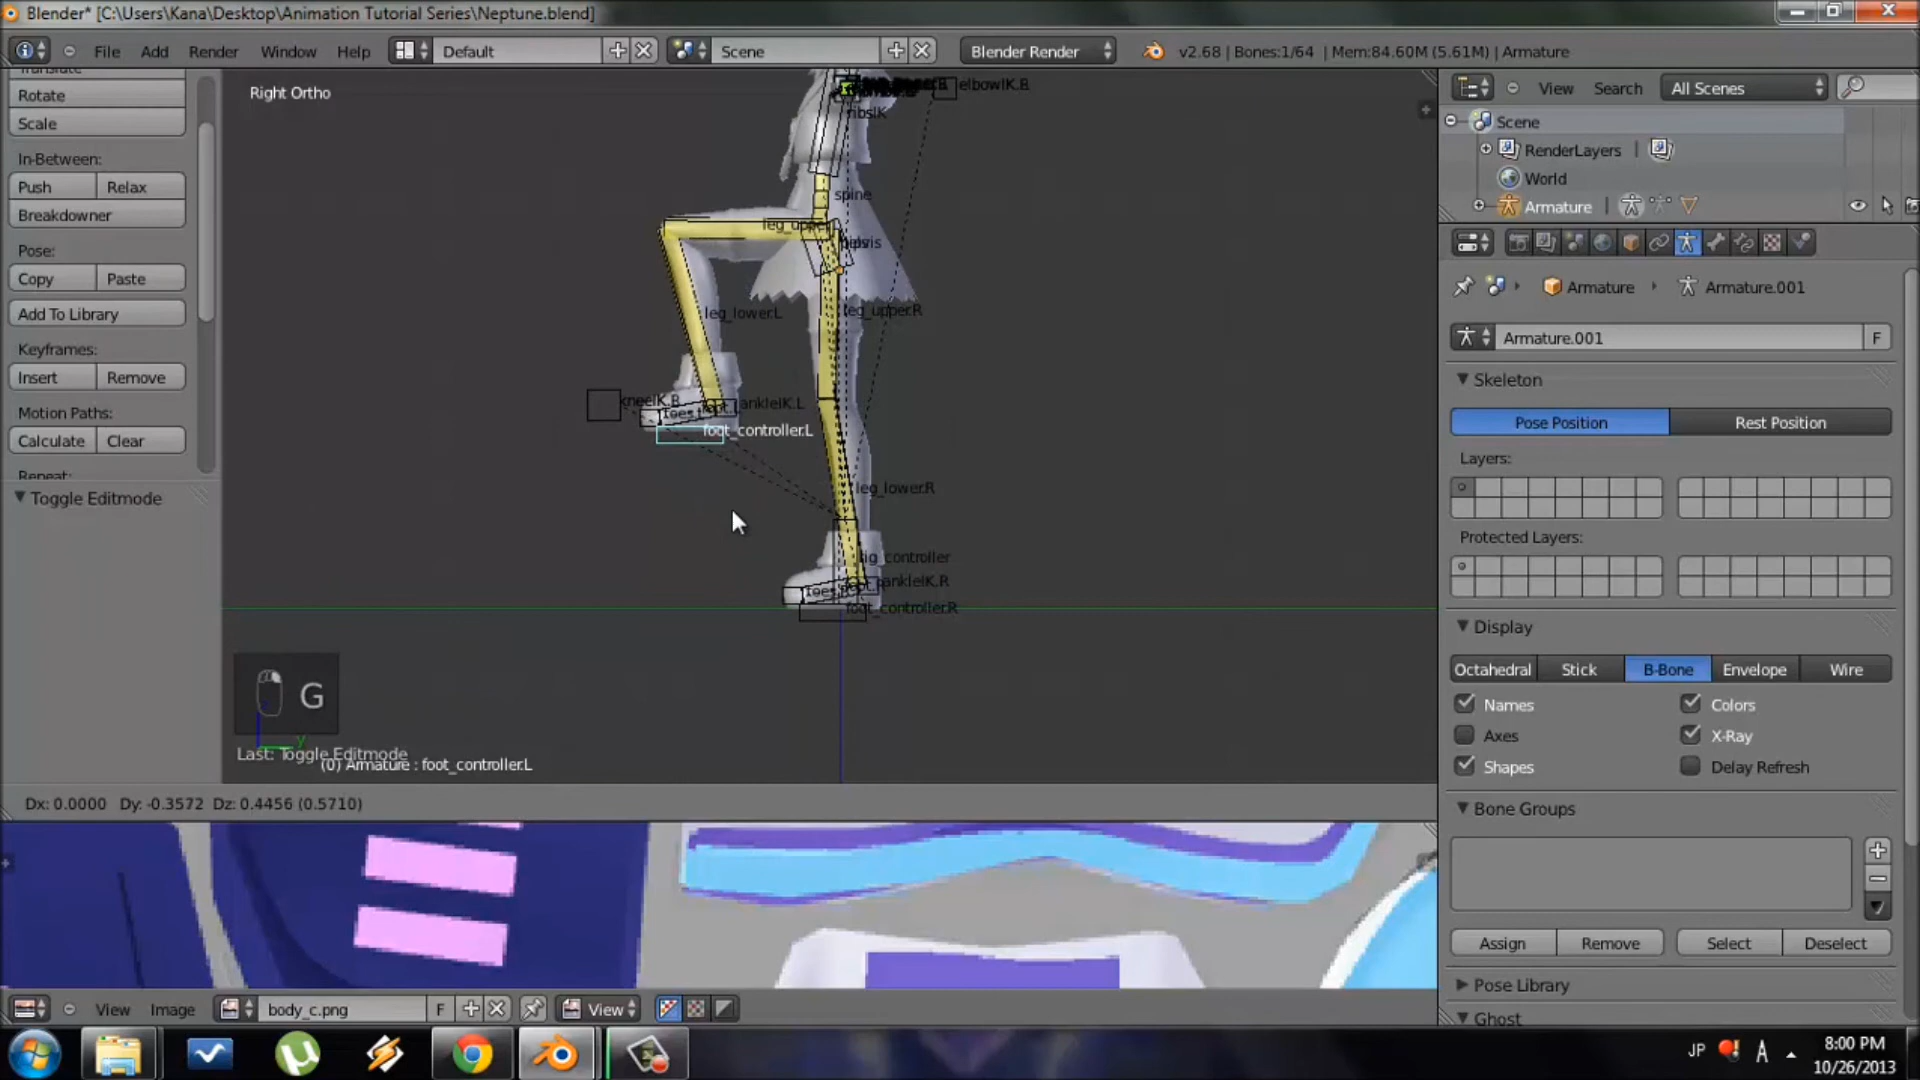 Blender* [C:\Users\Kana\Desktop\Animation Tutorial Series\Neptune.blend]
File Add Render Window Help Default Scene Blender Render v2.68 | Bones:1/64 | Mem:84.60M (5.61M) | Armature
Translate
Rotate
Scale
In-Between:
Push Relax
Breakdowner
Pose:
Copy Paste
Add To Library
Keyframes:
Insert Remove
Motion Paths:
Calculate Clear
Repeat:
Toggle Editmode
Right Ortho
elbowIK.B
ribsIK
spine
leg_upper.L
pelvis
leg_lower.L
leg_upper.R
kneeIK.B
ankleIK.L
foot_controller.L
leg_lower.R
ankleIK.R
foot_controller.R
G
y
Last: Toggle Editmode
(0) Armature : foot_controller.L
Dx: 0.0000 Dy: -0.3572 Dz: 0.4456 (0.5710)
View Image body_c.png F View
View Search All Scenes
Scene
RenderLayers
World
Armature
Armature Armature.001
Armature.001 F
Skeleton
Pose Position Rest Position
Layers:
Protected Layers:
Display
Octahedral Stick B-Bone Envelope Wire
Names Colors
Axes X-Ray
Shapes Delay Refresh
Bone Groups
Assign Remove Select Deselect
Pose Library
Ghost
JP A 8:00 PM
10/26/2013